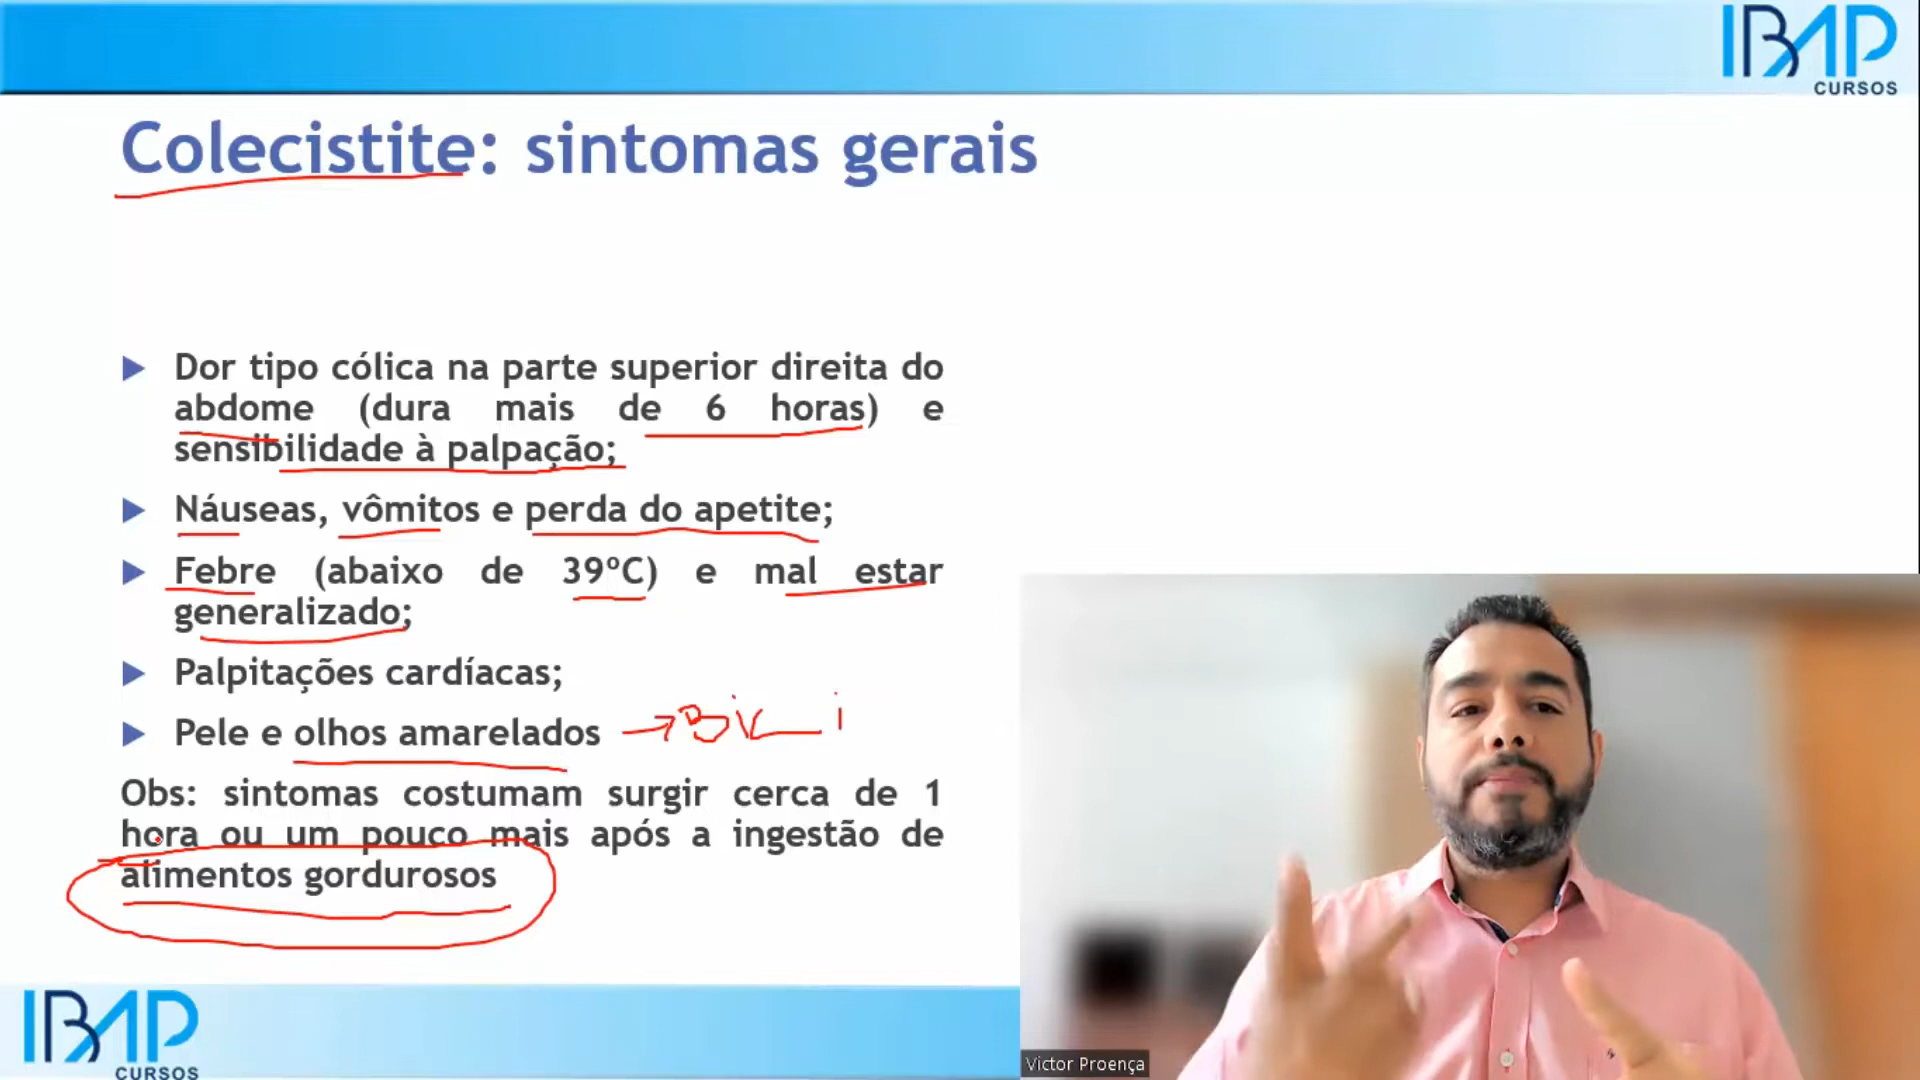 IBAP
CURSOS
Colecistite: sintomas gerais
Dor tipo cólica na parte superior direita do
abdome (dura mais de 6 horas) e
sensibilidade à palpação;
Náuseas, vômitos e perda do apetite;
Febre (abaixo de 39ºC) e mal estar
generalizado;
Palpitações cardíacas;
Pele e olhos amarelados
Obs: sintomas costumam surgir cerca de 1
hora ou um pouco mais após a ingestão de
alimentos gordurosos
IBAP
CURSOS
Victor Proença